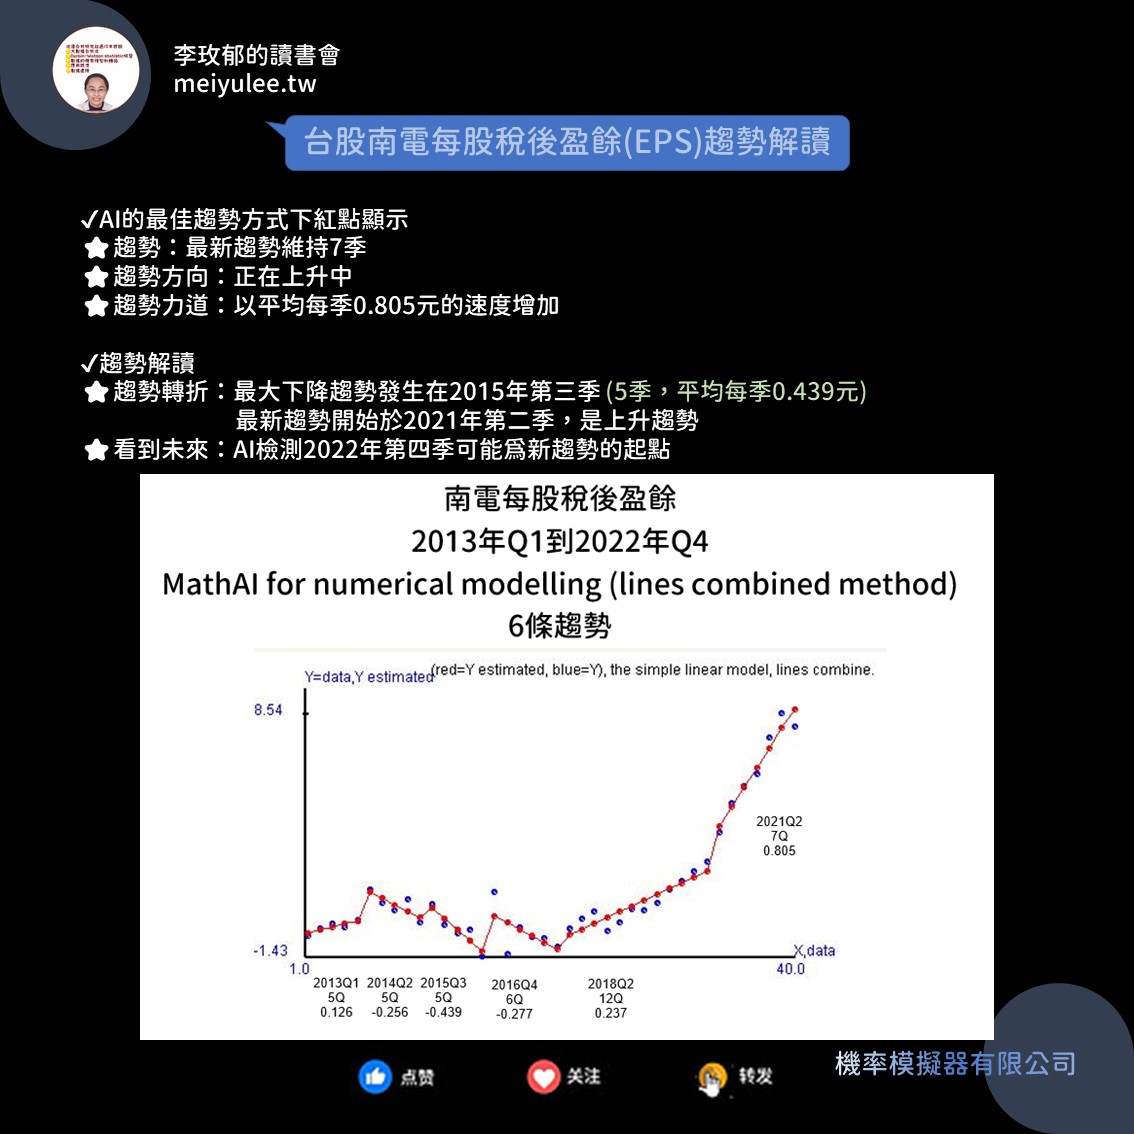 李玫郁的讀書會
meiyulee.tw
台股南電每股稅後盈餘(EPS)趨勢解讀
✓AI的最佳趨勢方式下紅點顯示
★趨勢：最新趨勢維持7季
★趨勢方向：正在上升中
★趨勢力道：以平均每季0.805元的速度增加
✓趨勢解讀
★趨勢轉折：最大下降趨勢發生在2015年第三季 (5季，平均每季0.439元)
最新趨勢開始於2021年第二季，是上升趨勢
★看到未來：AI檢測2022年第四季可能為新趨勢的起點
南電每股稅後盈餘
2013年Q1到2022年Q4
MathAI for numerical modelling (lines combined method)
6條趨勢
Y=data,Y estimated
(red=Y estimated, blue=Y), the simple linear model, lines combine.
8.54
2021Q2
7Q
0.805
-1.43
X,data
1.0
40.0
2013Q1 2014Q2 2015Q3 2016Q4 2018Q2
5Q 5Q 5Q 6Q 12Q
0.126 -0.256 -0.439 -0.277 0.237
機率模擬器有限公司
点赞 关注 转发